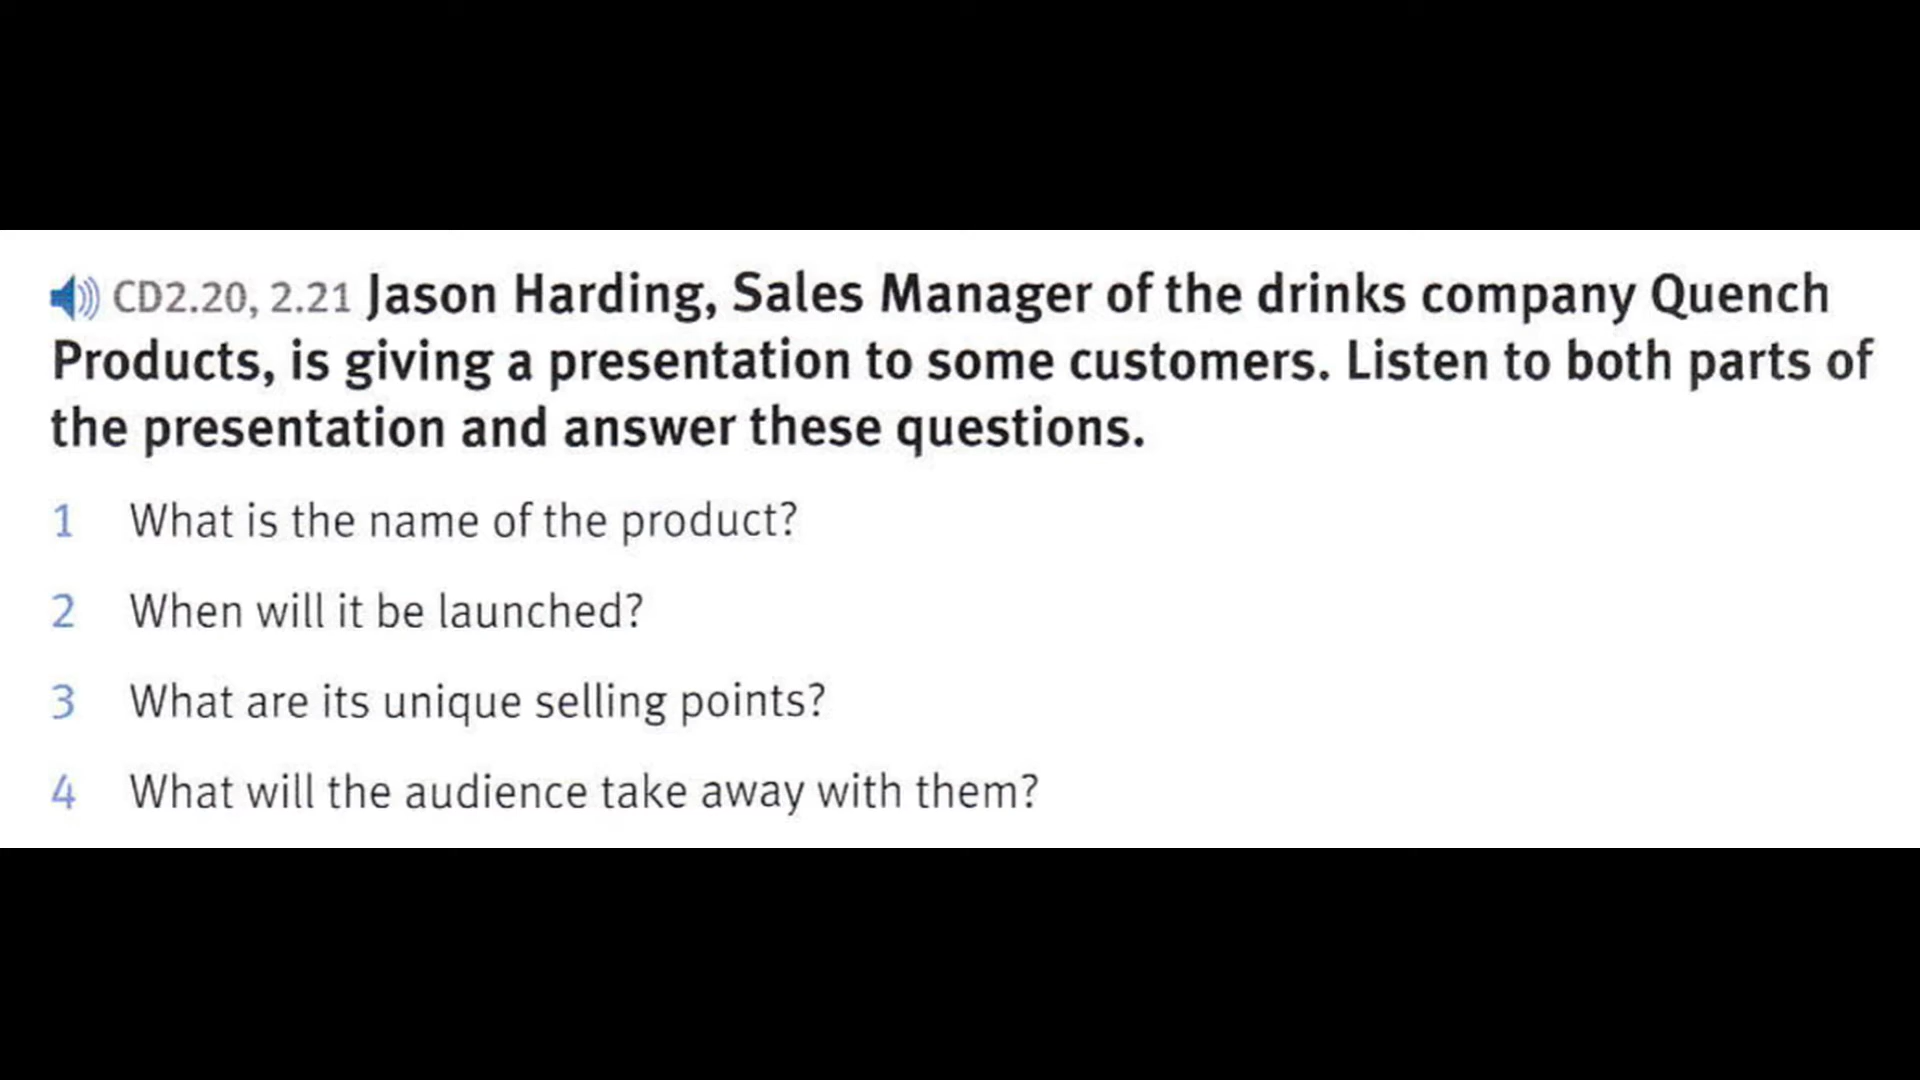 CD2.20, 2.21 Jason Harding, Sales Manager of the drinks company Quench
Products, is giving a presentation to some customers. Listen to both parts of
the presentation and answer these questions.
1 What is the name of the product?
2 When will it be launched?
3 What are its unique selling points?
4 What will the audience take away with them?